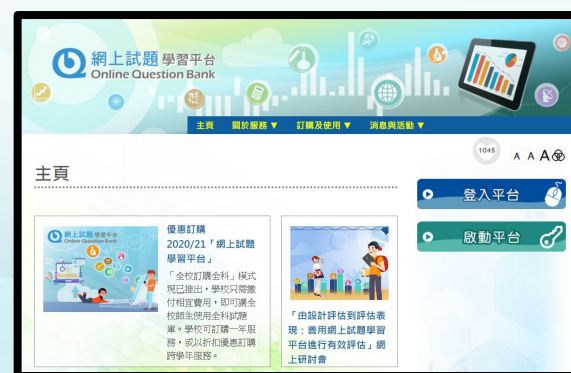 網上試題 學習平台
Online Question Bank
主頁 關於服務 ▼ 訂購及使用 ▼ 消息與活動 ▼
1045 A A A
主頁
登入平台
啟動平台
網上試題 學習平台
Online Question Bank
優惠訂購
2020/21「網上試題
學習平台」
「全校訂購全科」模式
現已推出，學校只需繳
付相宜費用，即可讓全
校師生使用全科試題
庫。學校可訂購一年服
務，或以折扣優惠訂購
跨學年服務。
「由設計評估到評估表
現：善用網上試題學習
平台進行有效評估」網
上研討會